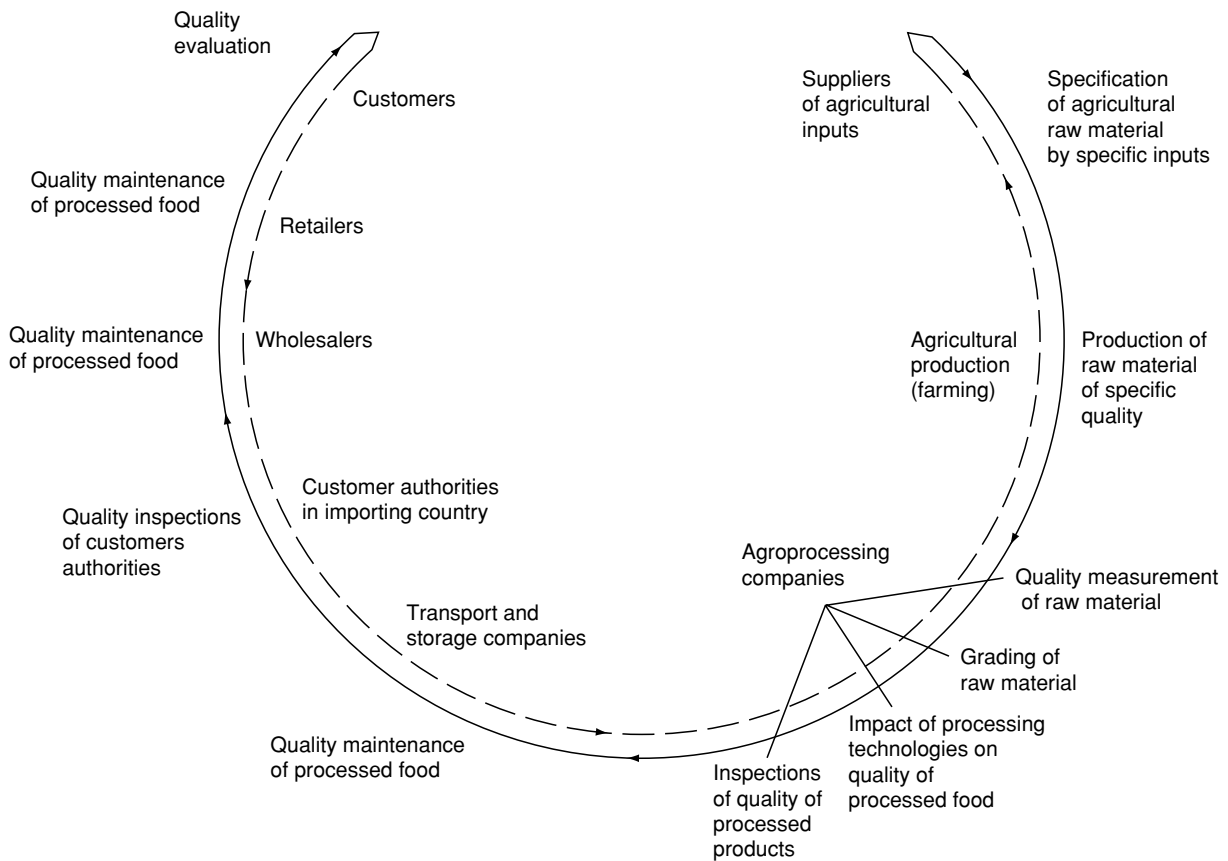 Quality
evaluation
Customers
Quality maintenance
of processed food
Retailers
Quality maintenance
of processed food
Wholesalers
Quality inspections
of customers
authorities
Customer authorities
in importing country
Transport and
storage companies
Quality maintenance
of processed food
Suppliers
of agricultural
inputs
Specification
of agricultural
raw material
by specific inputs
Agricultural
production
(farming)
Production of
raw material
of specific
quality
Agroprocessing
companies
Quality measurement
of raw material
Grading of
raw material
Impact of processing
technologies on
quality of
processed food
Inspections
of quality of
processed
products